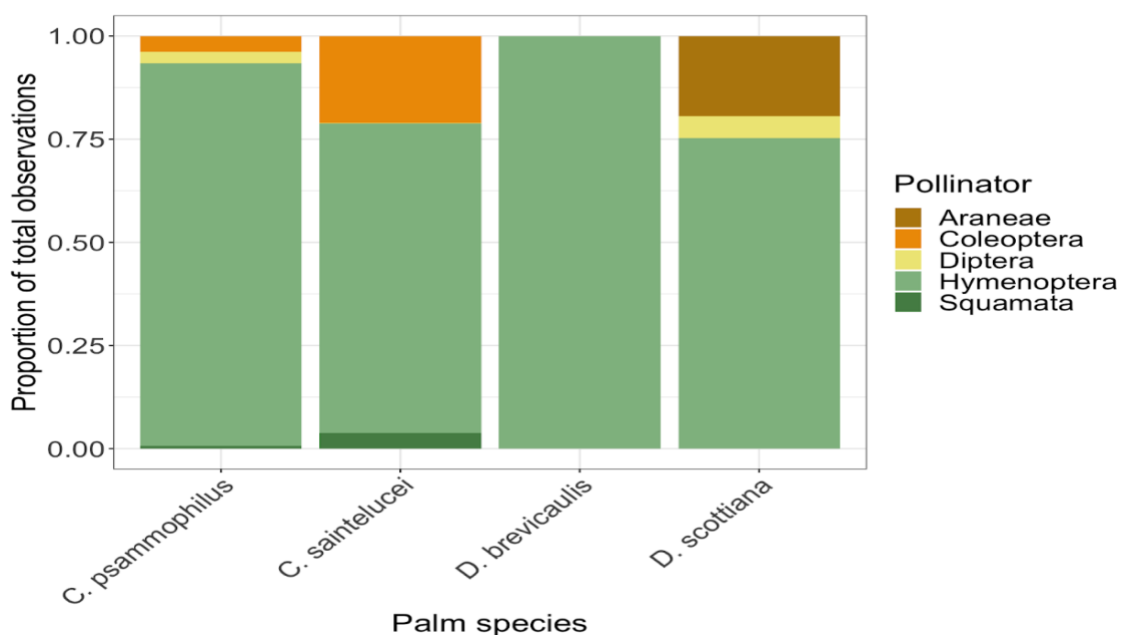 Proportion of total observations
1.00
0.75
0.50
0.25
0.00
C. psammophilus
C. saintelucei
D. brevicaulis
D. scottiana
Palm species
Pollinator
Araneae
Coleoptera
Diptera
Hymenoptera
Squamata